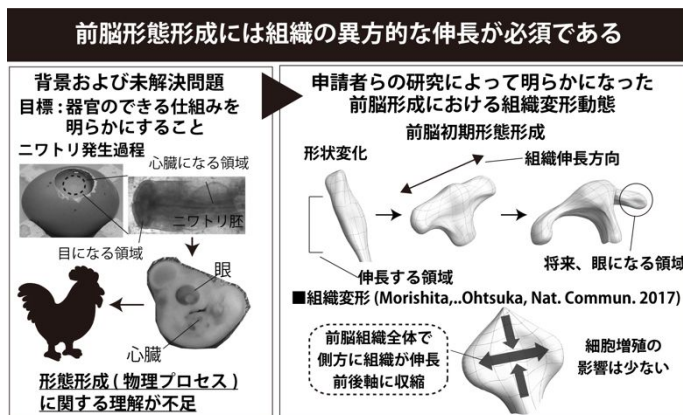 前脳形態形成には組織の異方的な伸長が必須である
背景および未解決問題
目標：器官のできる仕組みを
明らかにすること
ニワトリ発生過程
心臓になる領域
ニワトリ胚
目になる領域
眼
心臓
形態形成（物理プロセス）
に関する理解が不足
申請者らの研究によって明らかになった
前脳形成における組織変形動態
前脳初期形態形成
形状変化
組織伸長方向
伸長する領域
将来、眼になる領域
■組織変形 (Morishita,..Ohtsuka, Nat. Commun. 2017)
前脳組織全体で
側方に組織が伸長
前後軸に収縮
細胞増殖の
影響は少ない